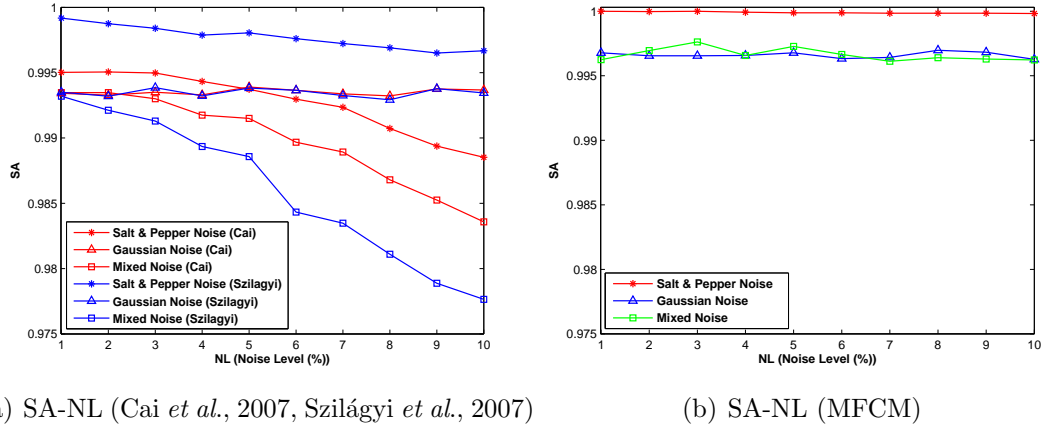 1
0.995
0.99
0.985
0.98
0.975
SA
Salt & Pepper Noise (Cai)
Gaussian Noise (Cai)
Mixed Noise (Cai)
Salt & Pepper Noise (Szilagyi)
Gaussian Noise (Szilagyi)
Mixed Noise (Szilagyi)
1 2 3 4 5 6 7 8 9 10
NL (Noise Level (%))
1
0.995
0.99
0.985
0.98
0.975
SA
Salt & Pepper Noise
Gaussian Noise
Mixed Noise
1 2 3 4 5 6 7 8 9 10
NL (Noise Level (%))
) SA-NL (Cai et al., 2007, Szilágyi et al., 2007)
(b) SA-NL (MFCM)